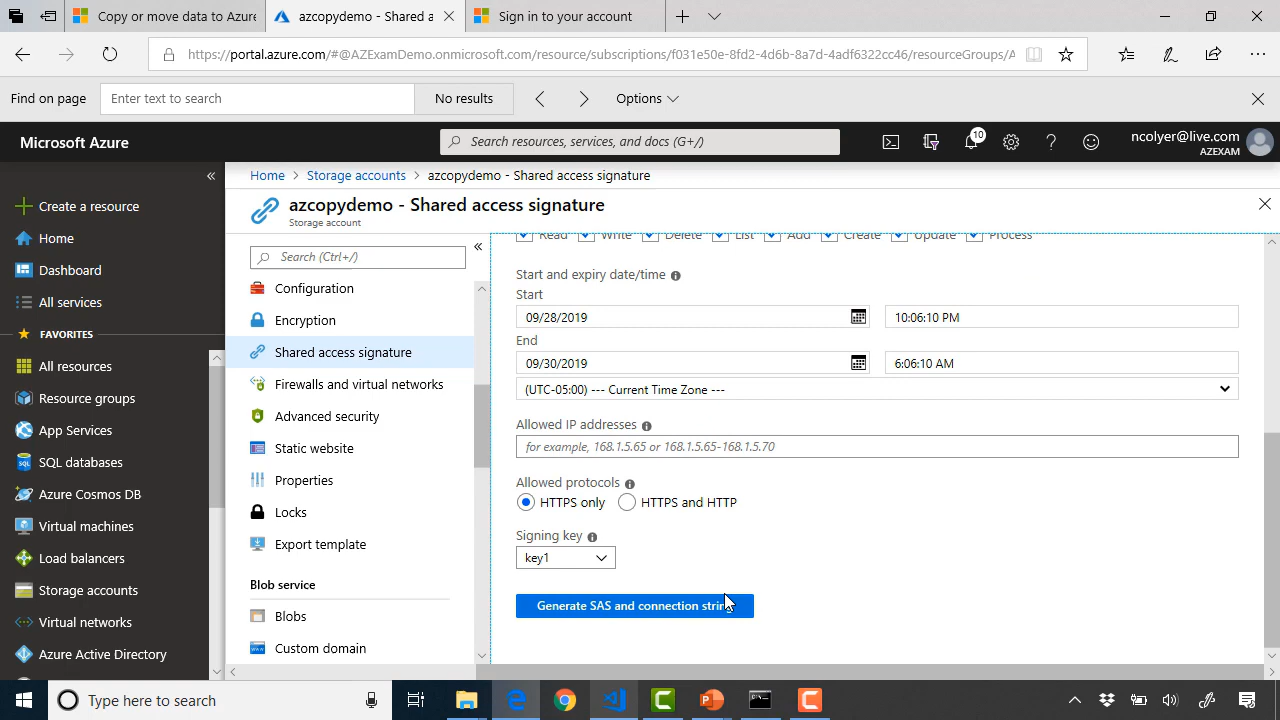 Copy or move data to Azure
azcopydemo - Shared a
Sign in to your account
https://portal.azure.com/#@AZExamDemo.onmicrosoft.com/resource/subscriptions/f031e50e-8fd2-4d6b-8a7d-4adf6322cc46/resourceGroups/A
Find on page
Enter text to search
No results
Options
Microsoft Azure
Search resources, services, and docs (G+/)
10
ncolyer@live.com
AZEXAM
Home
Storage accounts
azcopydemo - Shared access signature
azcopydemo - Shared access signature
Storage account
Create a resource
Home
Dashboard
All services
FAVORITES
All resources
Resource groups
App Services
SQL databases
Azure Cosmos DB
Virtual machines
Load balancers
Storage accounts
Virtual networks
Azure Active Directory
Search (Ctrl+/)
Configuration
Encryption
Shared access signature
Firewalls and virtual networks
Advanced security
Static website
Properties
Locks
Export template
Blob service
Blobs
Custom domain
Read Write Delete List Add Create Update Process
Start and expiry date/time
Start
09/28/2019
10:06:10 PM
End
09/30/2019
6:06:10 AM
(UTC-05:00) --- Current Time Zone ---
Allowed IP addresses
for example, 168.1.5.65 or 168.1.5.65-168.1.5.70
Allowed protocols
HTTPS only
HTTPS and HTTP
Signing key
key1
Generate SAS and connection string
Type here to search